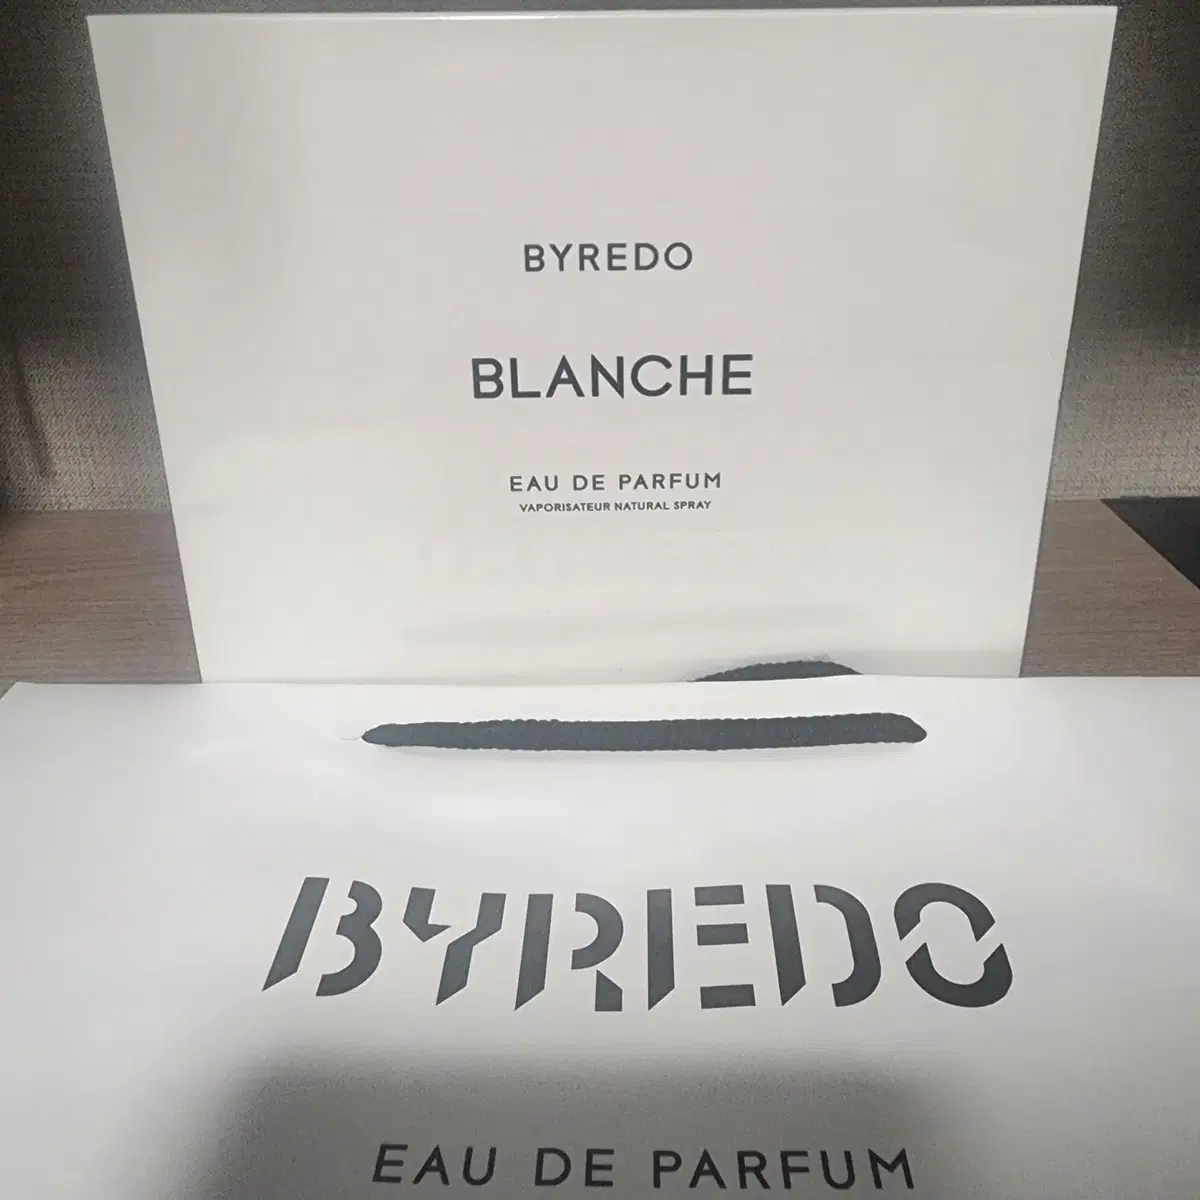 BYREDO
BLANCHE
EAU DE PARFUM
VAPORISATEUR NATURAL SPRAY
BYREDO
EAU DE PARFUM